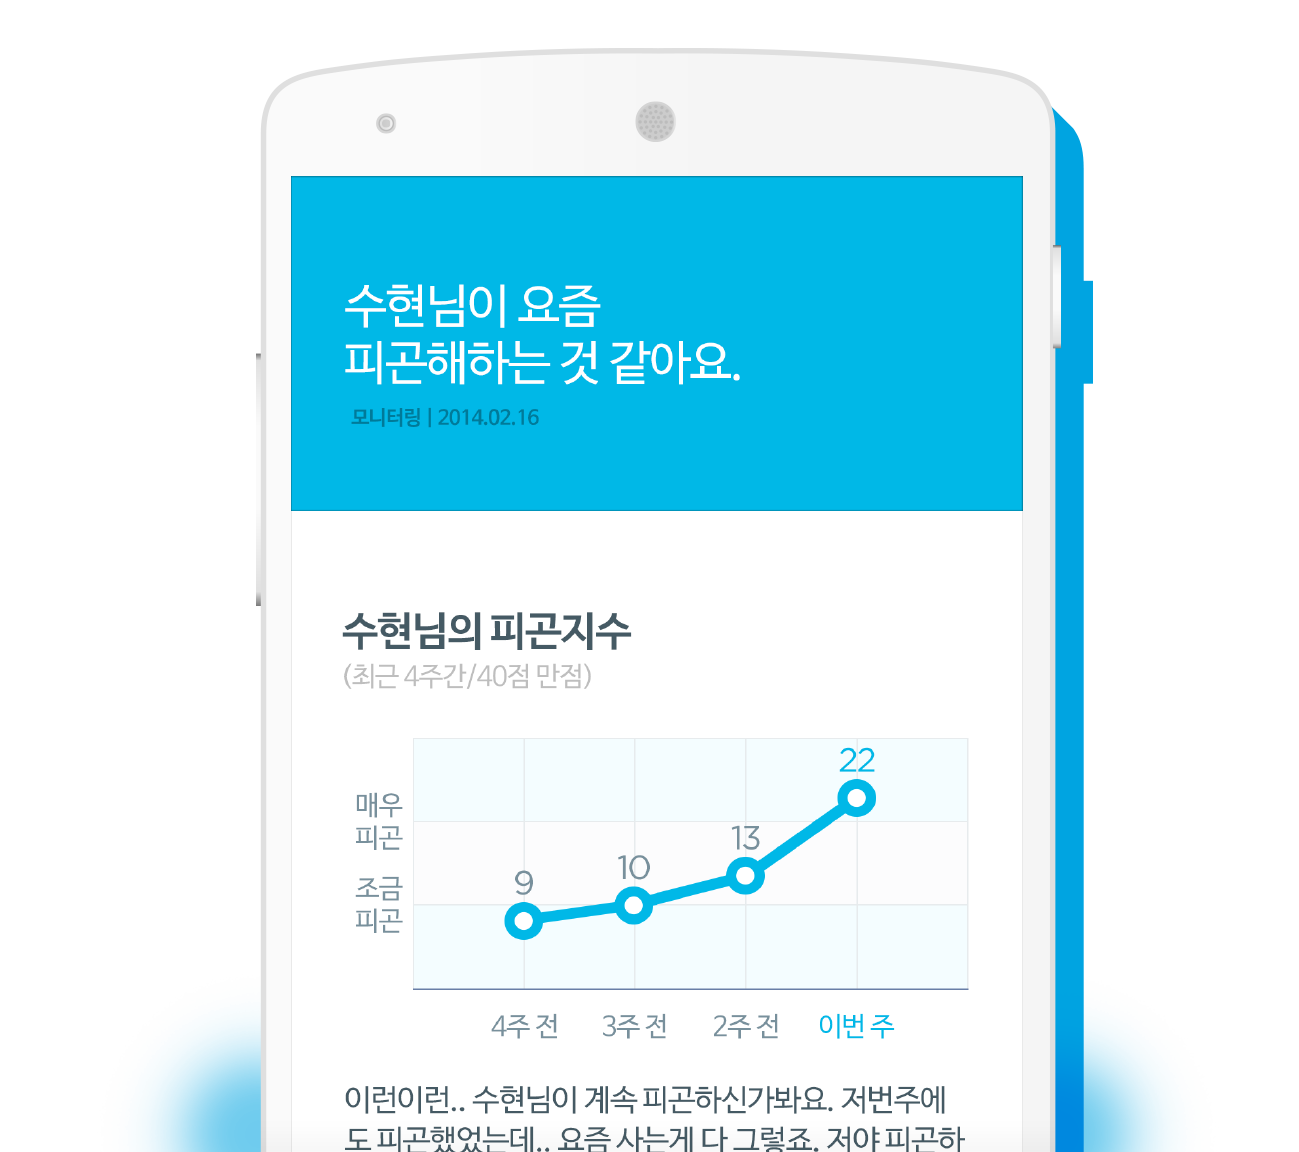 수현님이 요즘
피곤해하는 것 같아요.
모니터링 | 2014.02.16
수현님의 피곤지수
(최근 4주간/40점 만점)
매우
피곤
조금
피곤
9
10
13
22
4주 전
3주 전
2주 전
이번 주
이런이런.. 수현님이 계속 피곤하신가봐요. 저번주에
도 피곤했었는데.. 요즘 사는게 다 그렇죠. 저야 피곤하